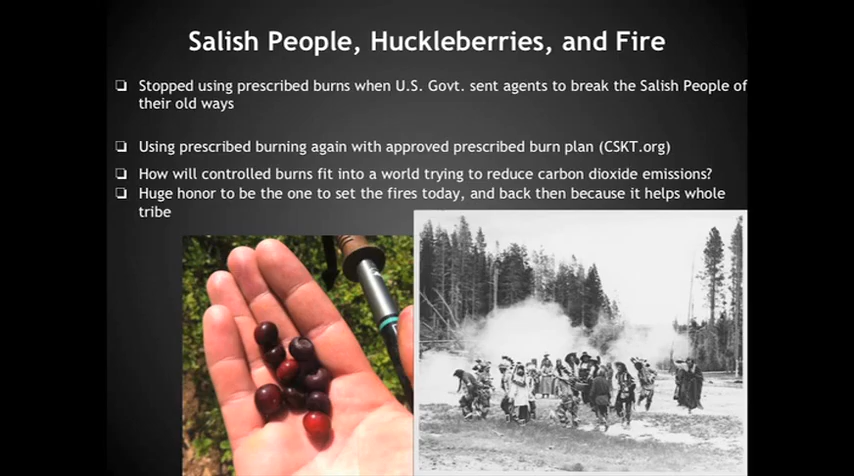 Salish People, Huckleberries, and Fire
❑ Stopped using prescribed burns when U.S. Govt. sent agents to break the Salish People of
their old ways
❑ Using prescribed burning again with approved prescribed burn plan (CSKT.org)
❑ How will controlled burns fit into a world trying to reduce carbon dioxide emissions?
❑ Huge honor to be the one to set the fires today, and back then because it helps whole
tribe